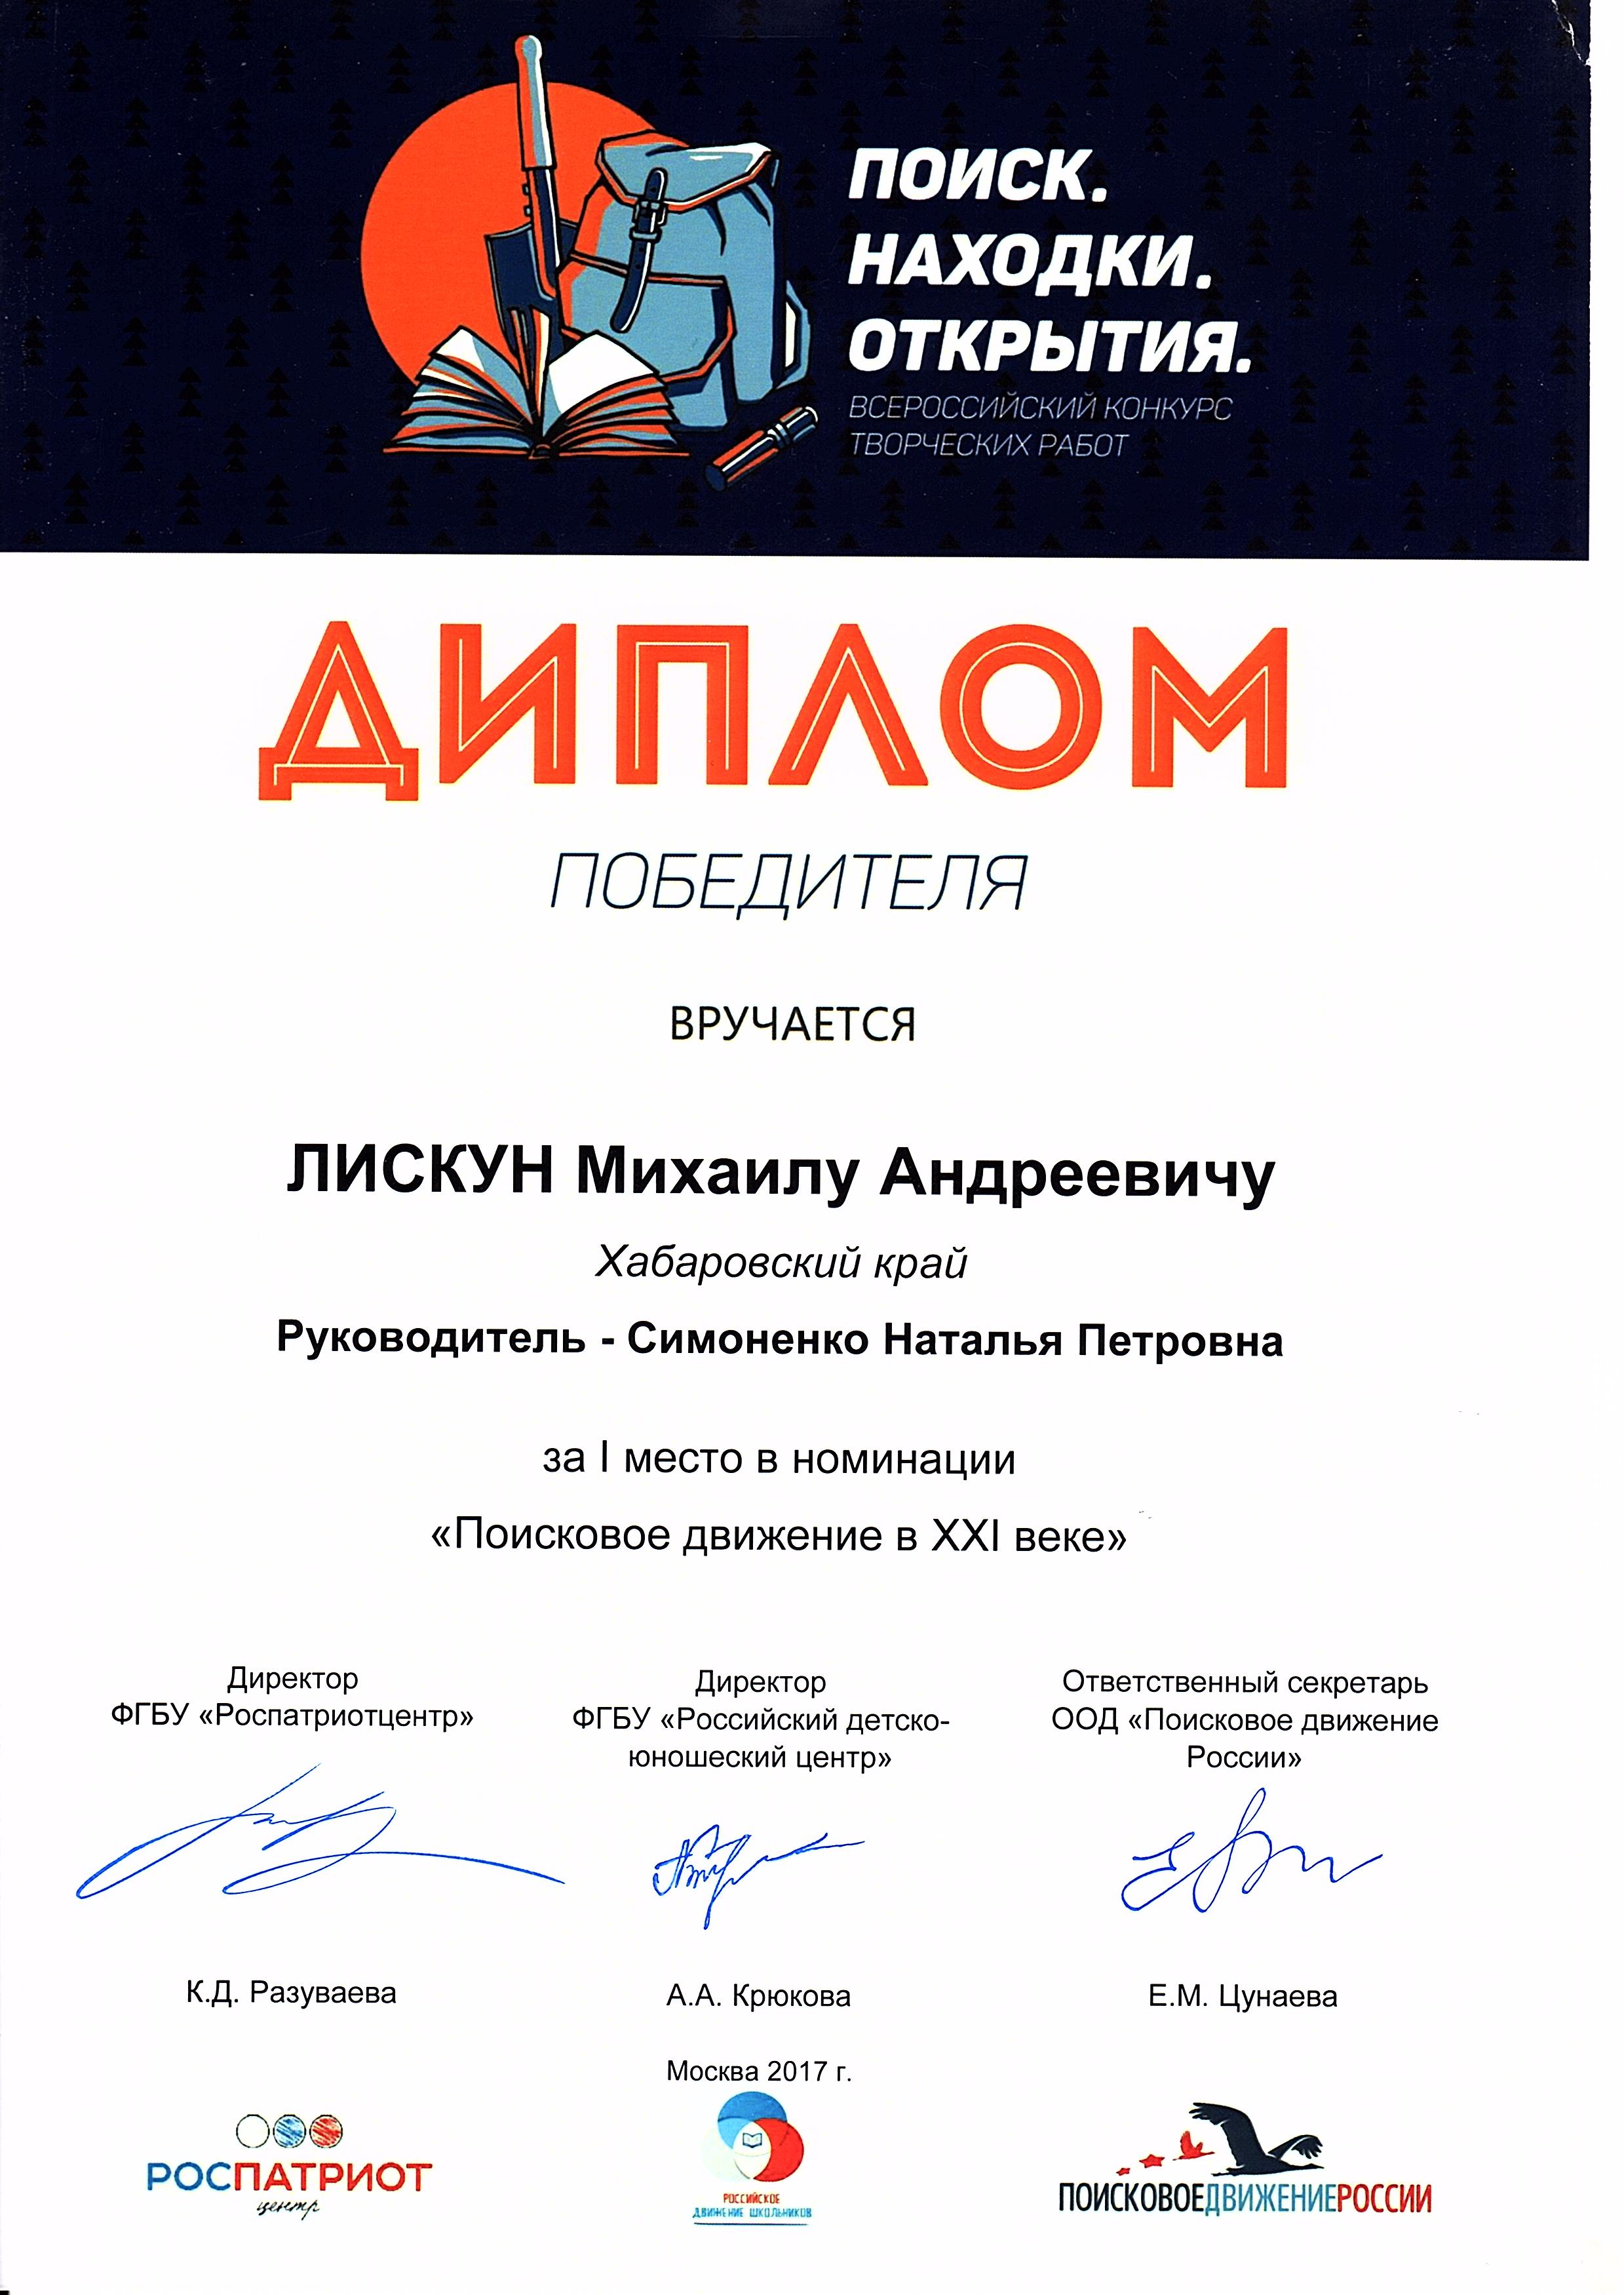 ПОИСК.
НАХОДКИ.
ОТКРЫТИЯ.
ВСЕРОССИЙСКИЙ КОНКУРС
ТВОРЧЕСКИХ РАБОТ
ДИПЛОМ
ПОБЕДИТЕЛЯ
ВРУЧАЕТСЯ
ЛИСКУН Михаилу Андреевичу
Хабаровский край
Руководитель - Симоненко Наталья Петровна
за I место в номинации
«Поисковое движение в XXI веке»
Директор
ФГБУ «Роспатриотцентр»
К.Д. Разуваева
Директор
ФГБУ «Российский детско-
юношеский центр»
А.А. Крюкова
Ответственный секретарь
ООД «Поисковое движение
России»
Е.М. Цунаева
Москва 2017 г.
РОСПАТРИОТ
центр
РОССИЙСКОЕ
ДВИЖЕНИЕ ШКОЛЬНИКОВ
ПОИСКОВОЕДВИЖЕНИЕРОССИИ